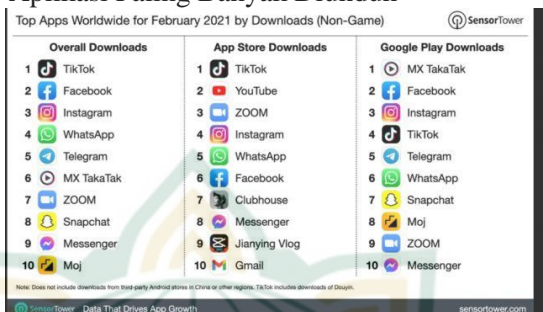 Aplikasi Paling Banyak Diunduh
Top Apps Worldwide for February 2021 by Downloads (Non-Game)
SensorTower
Overall Downloads
1 TikTok
2 Facebook
3 Instagram
4 WhatsApp
5 Telegram
6 MX TakaTak
7 ZOOM
8 Snapchat
9 Messenger
10 Moj
App Store Downloads
1 TikTok
2 YouTube
3 ZOOM
4 Instagram
5 WhatsApp
6 Facebook
7 Clubhouse
8 Messenger
9 Jianying Vlog
10 Gmail
Google Play Downloads
1 MX TakaTak
2 Facebook
3 Instagram
4 TikTok
5 Telegram
6 WhatsApp
7 Snapchat
8 Moj
9 ZOOM
10 Messenger
Note: Does not include downloads from third-party Android stores in China or other regions. TikTok includes downloads of Douyin.
SensorTower Data That Drives App Growth
sensortower.com